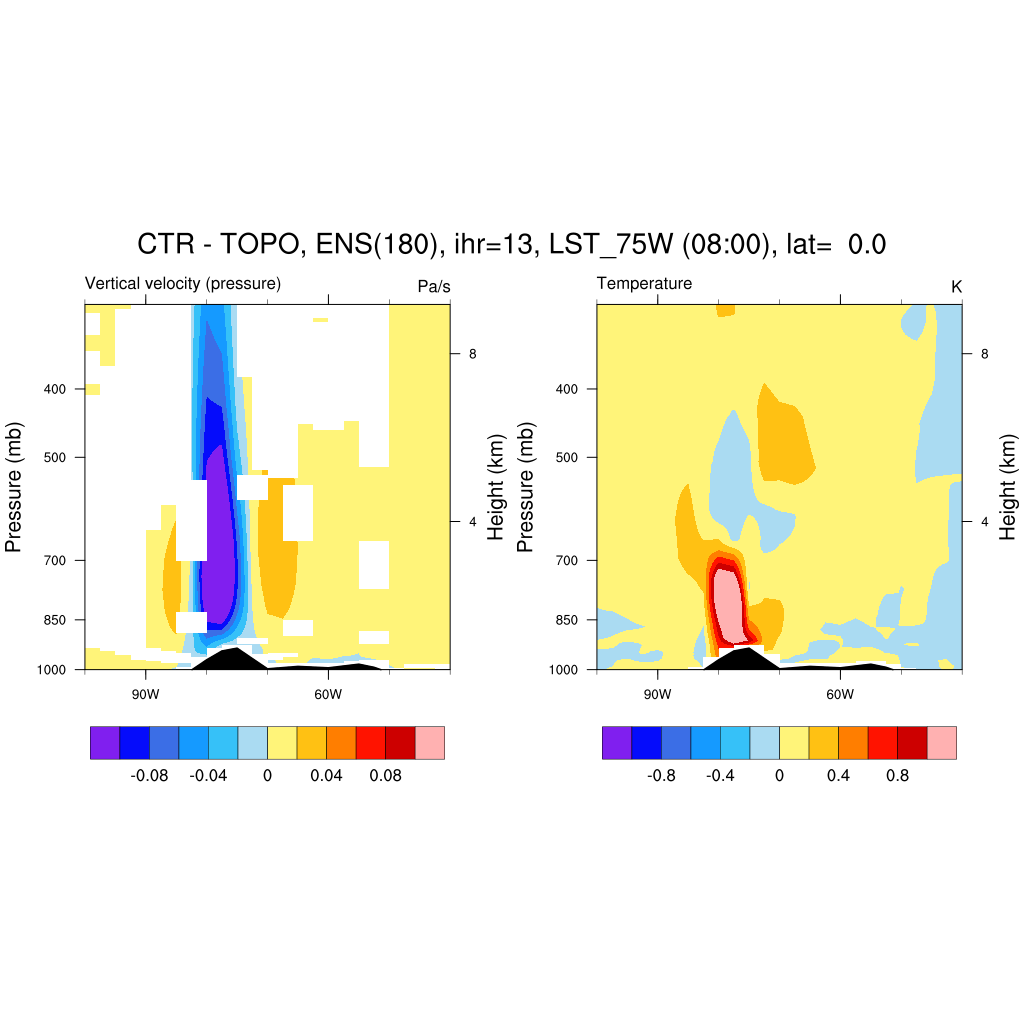 CTR - TOPO, ENS(180), ihr=13, LST_75W (08:00), lat= 0.0
Vertical velocity (pressure)
Pa/s
Pressure (mb)
400
500
700
850
1000
8
4
Height (km)
90W
60W
-0.08
-0.04
0
0.04
0.08
Temperature
K
Pressure (mb)
400
500
700
850
1000
8
4
Height (km)
90W
60W
-0.8
-0.4
0
0.4
0.8